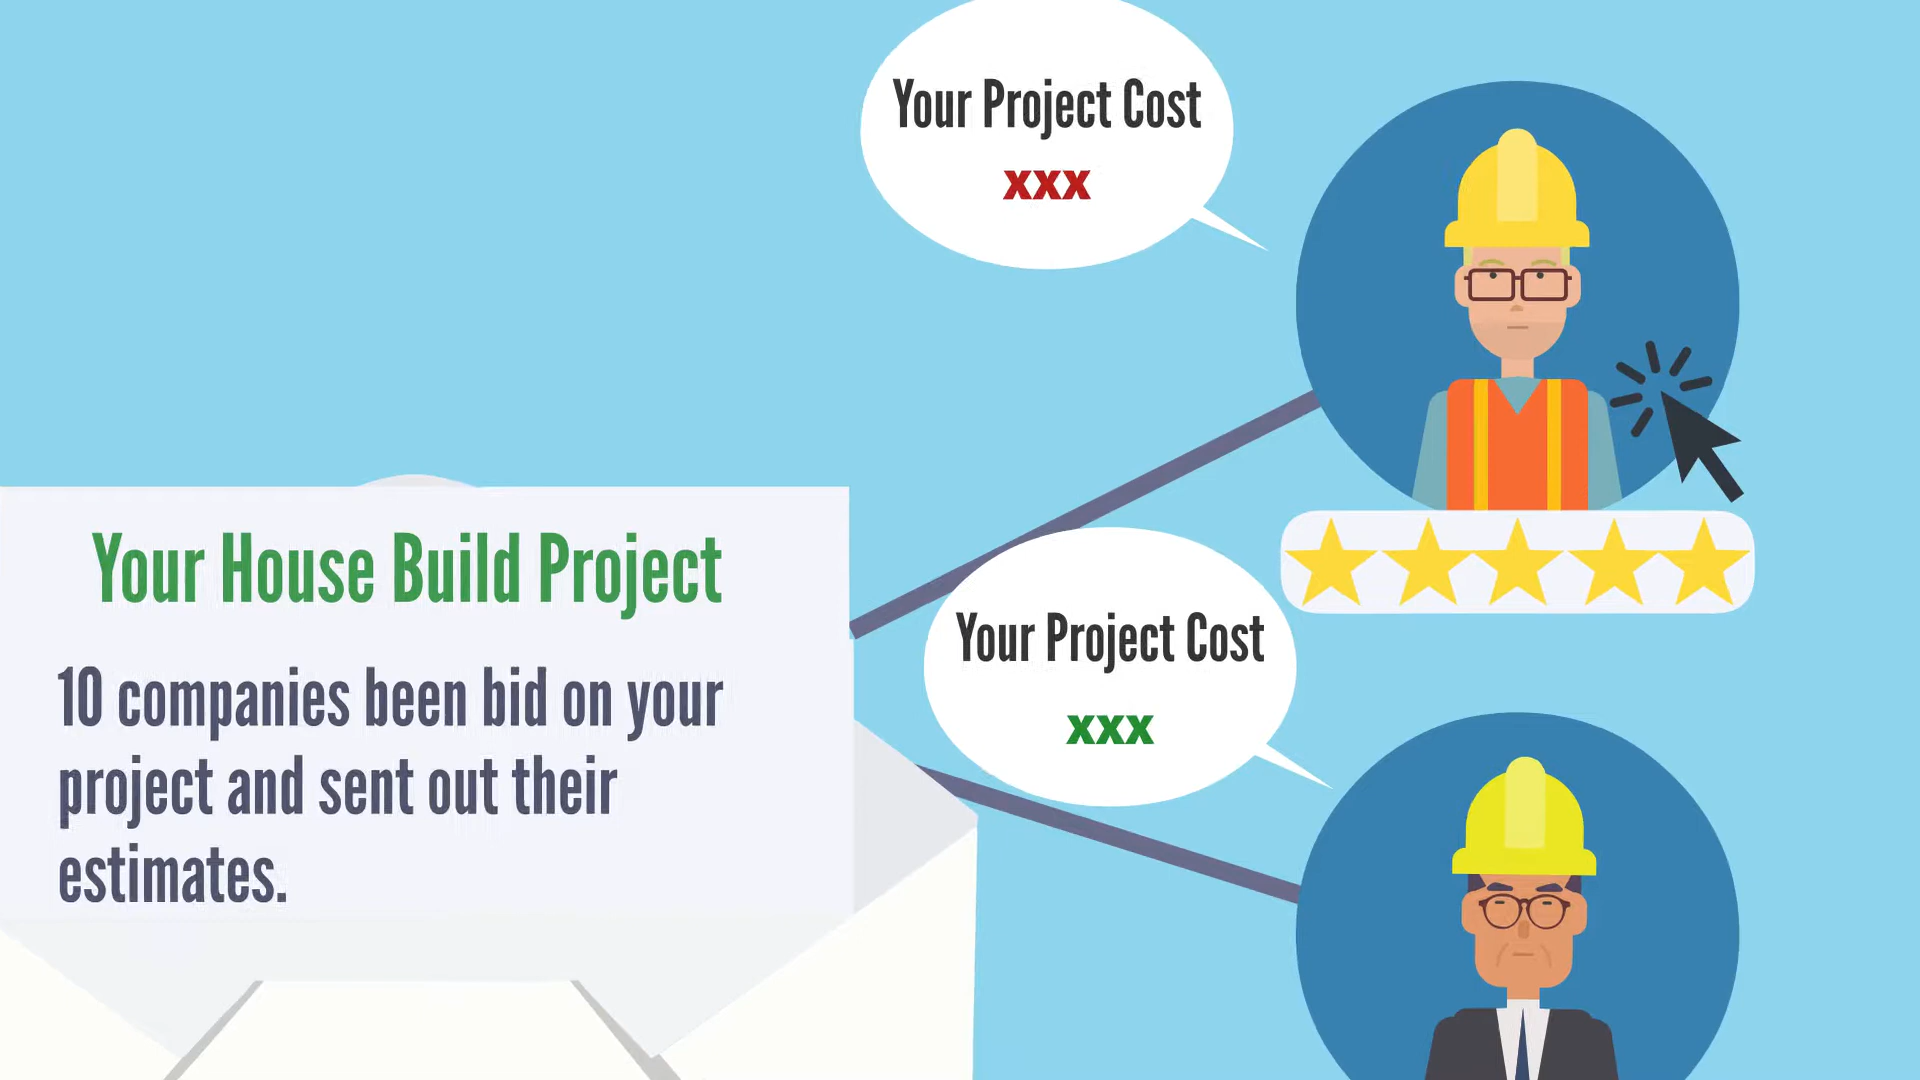 Your Project Cost
xxx
Your House Build Project
10 companies been bid on your
project and sent out their
estimates.
Your Project Cost
xxx